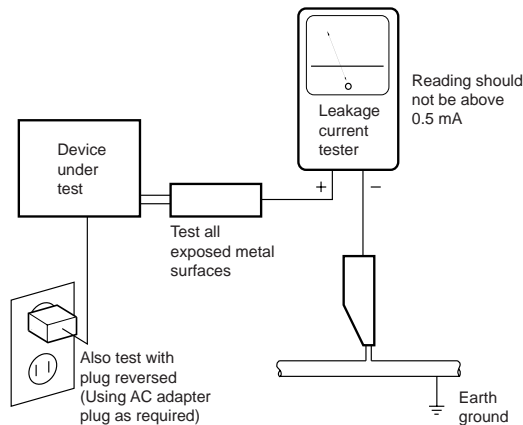 Reading should
not be above
0.5 mA
Leakage
current
tester
Device
under
test
+
−
Test all
exposed metal
surfaces
Also test with
plug reversed
(Using AC adapter
plug as required)
Earth
ground